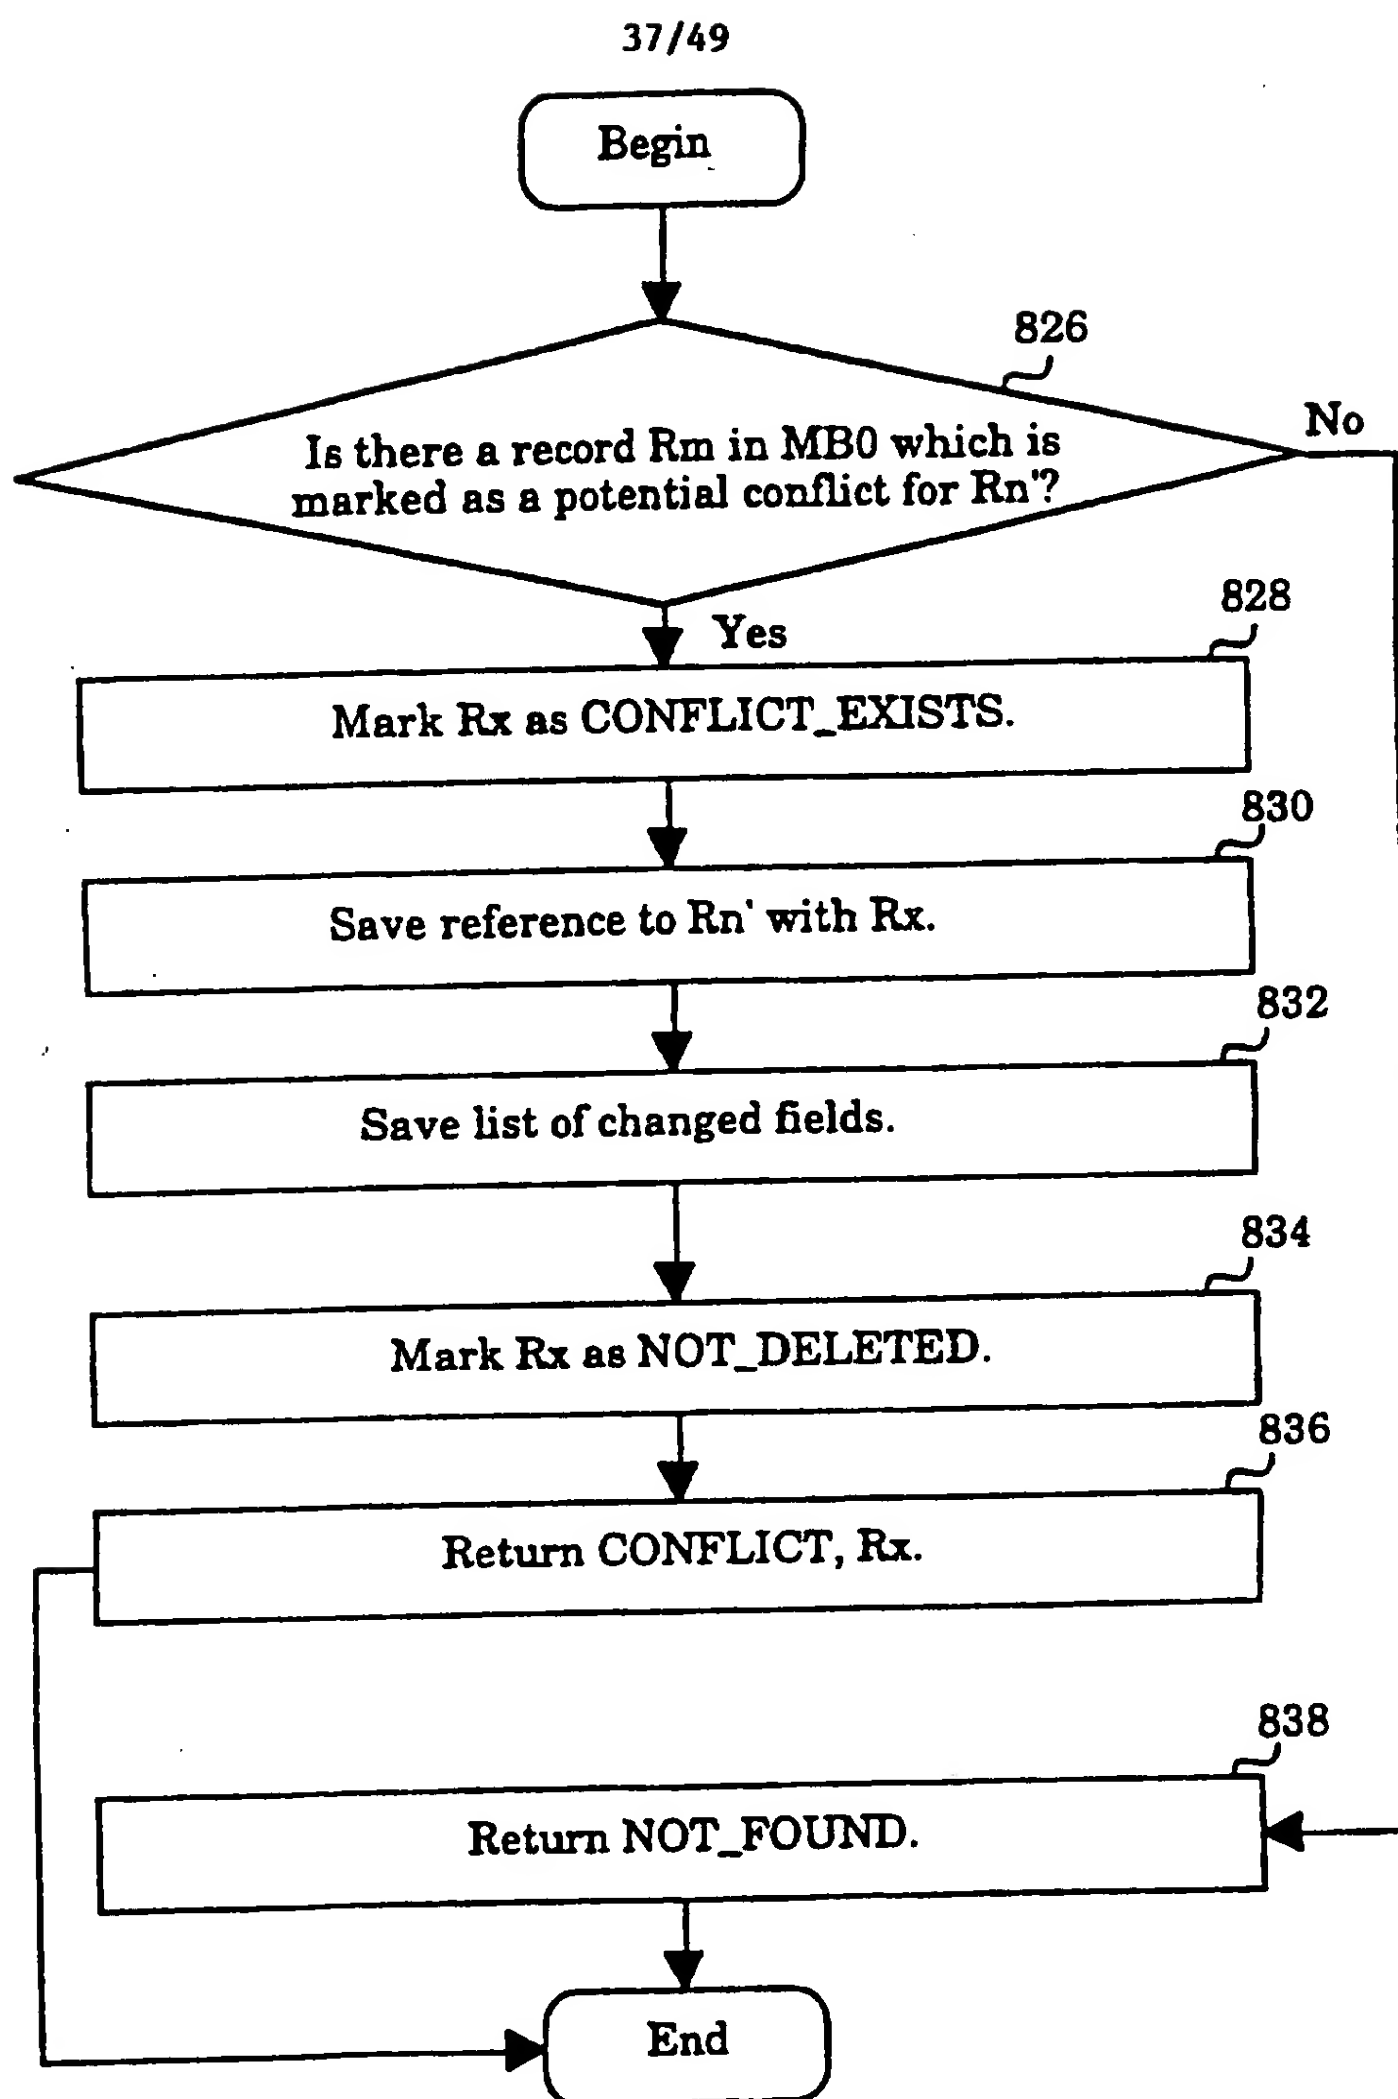 37/49
Begin
826
No
Is there a record Rm in MB0 which is
marked as a potential conflict for Rn'?
828
Yes
Mark Rx as CONFLICT_EXISTS.
830
Save reference to Rn' with Rx.
832
Save list of changed fields.
834
Mark Rx as NOT_DELETED.
836
Return CONFLICT, Rx.
838
Return NOT_FOUND.
End